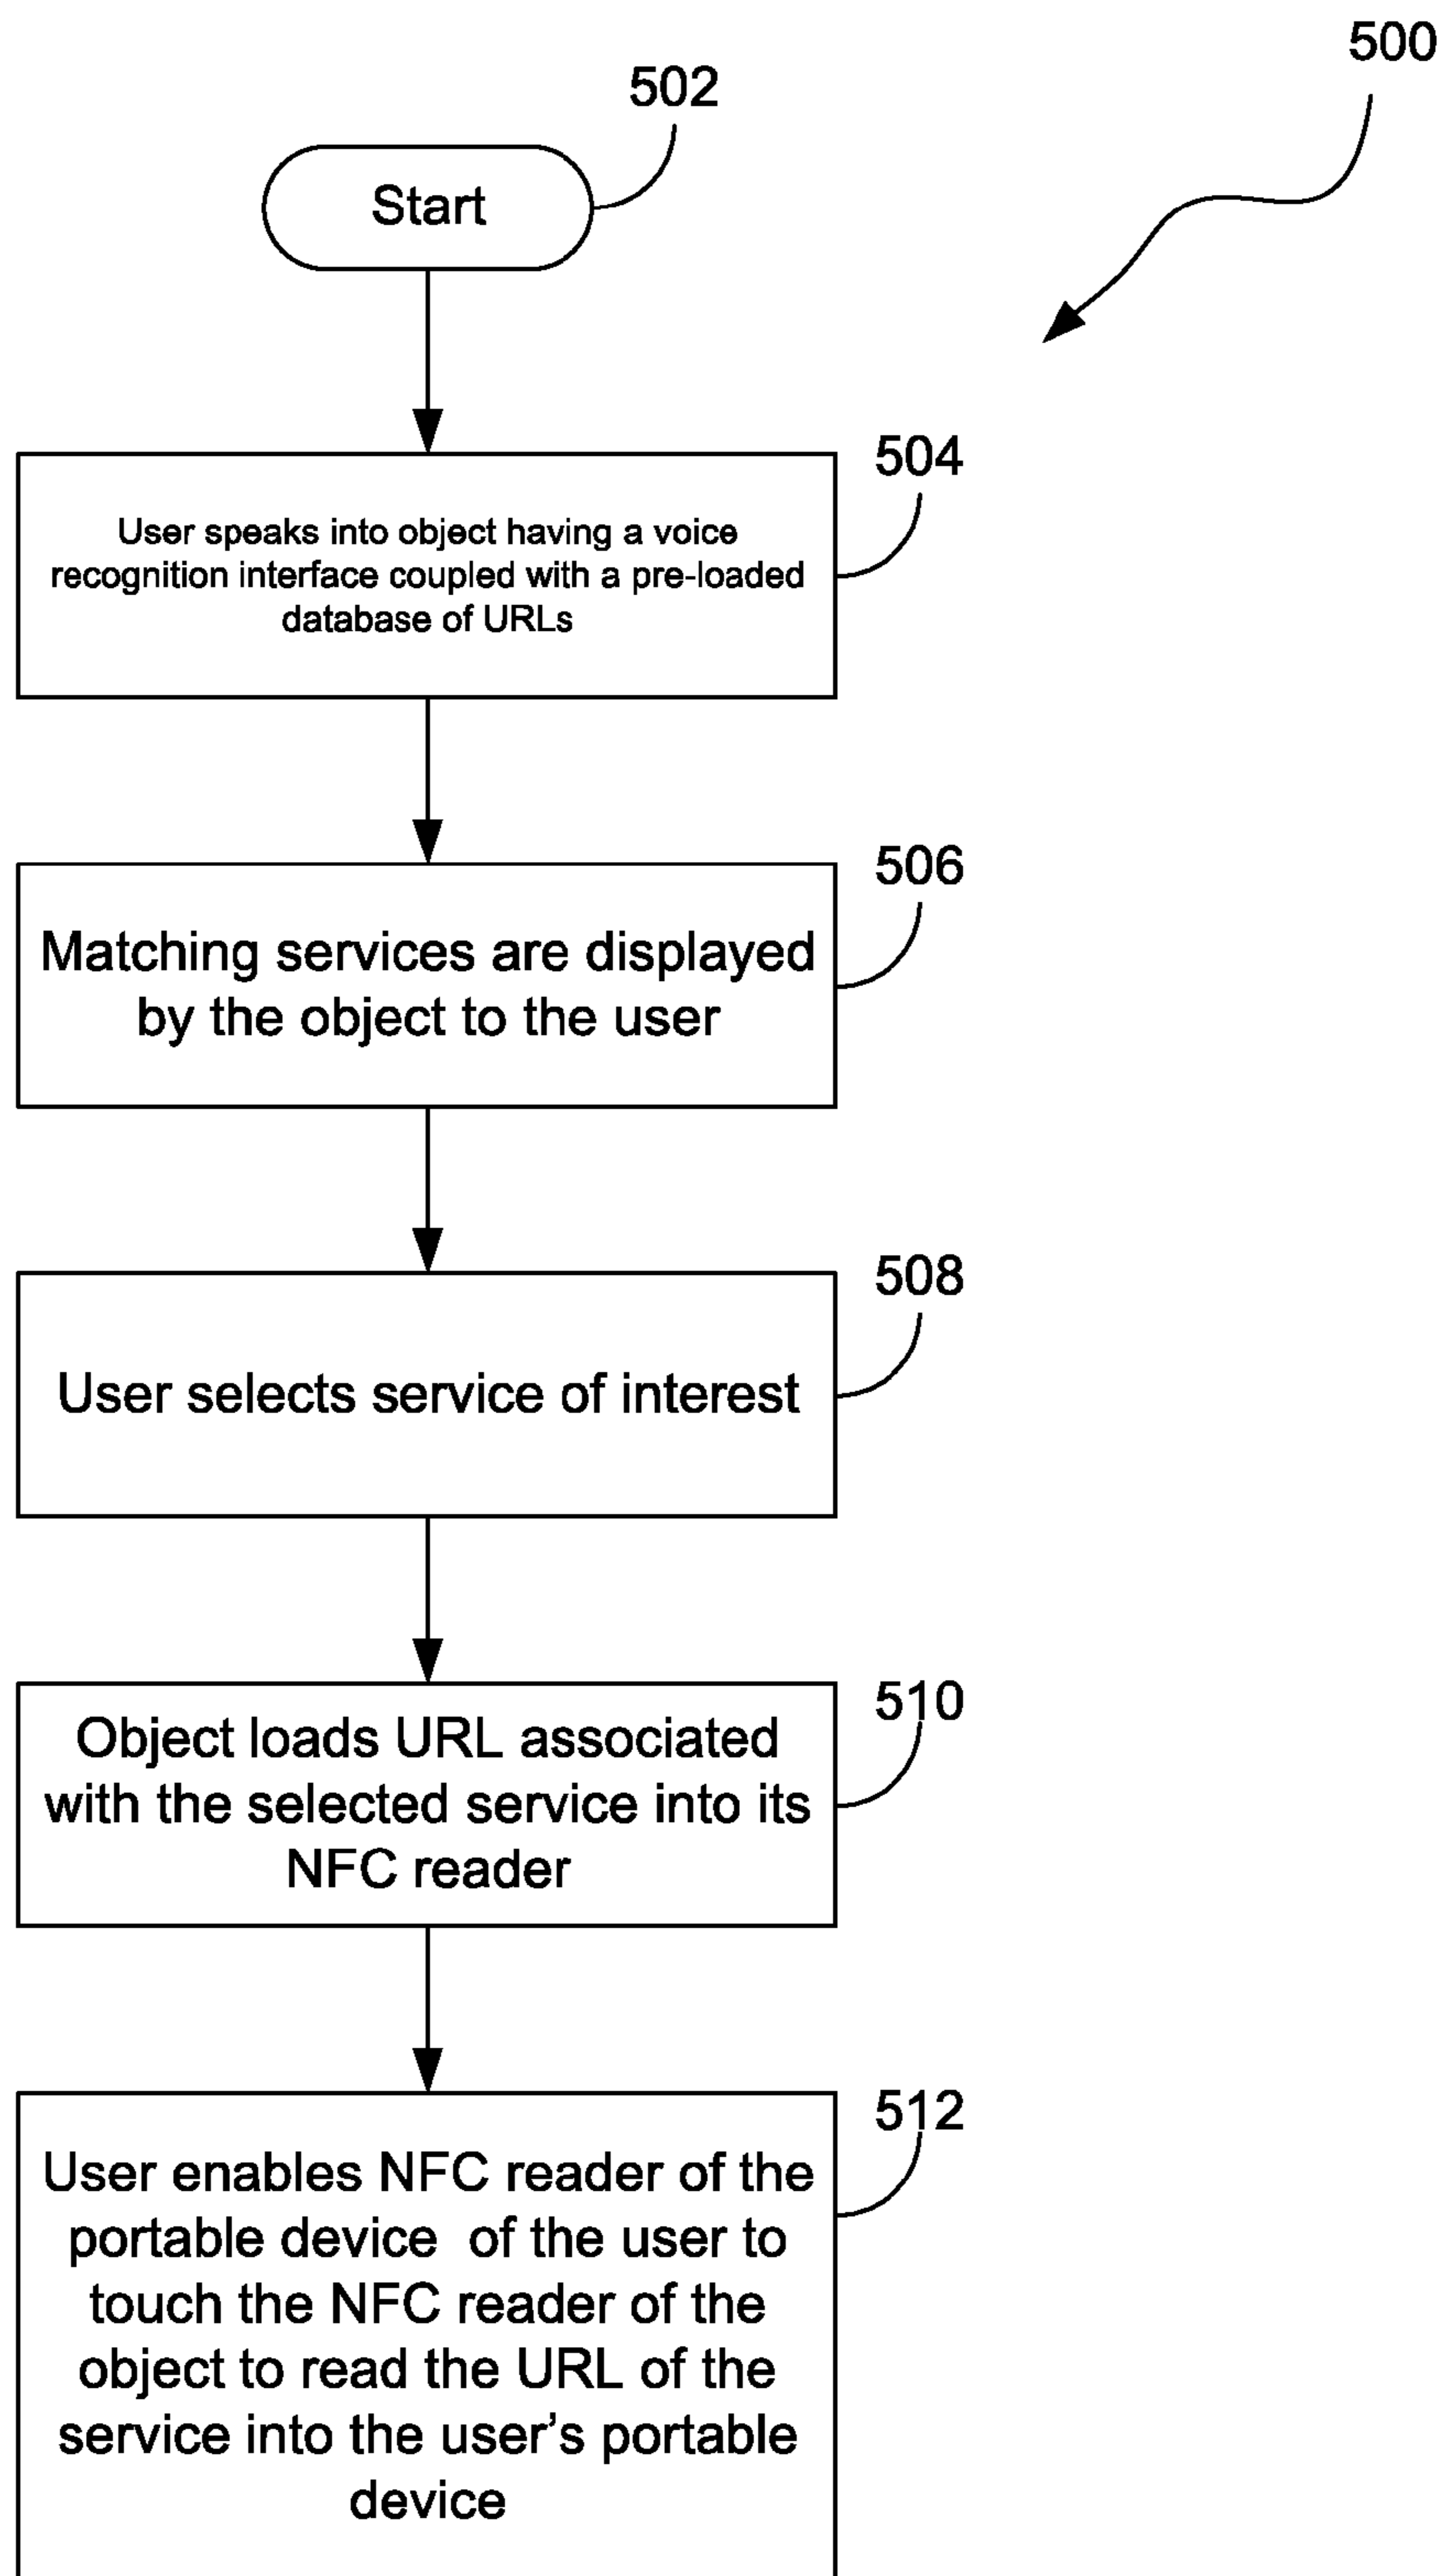 500
502
Start
504
User speaks into object having a voice
recognition interface coupled with a pre-loaded
database of URLs
506
Matching services are displayed
by the object to the user
508
User selects service of interest
510
Object loads URL associated
with the selected service into its
NFC reader
512
User enables NFC reader of the
portable device  of the user to
touch the NFC reader of the
object to read the URL of the
service into the user’s portable
device